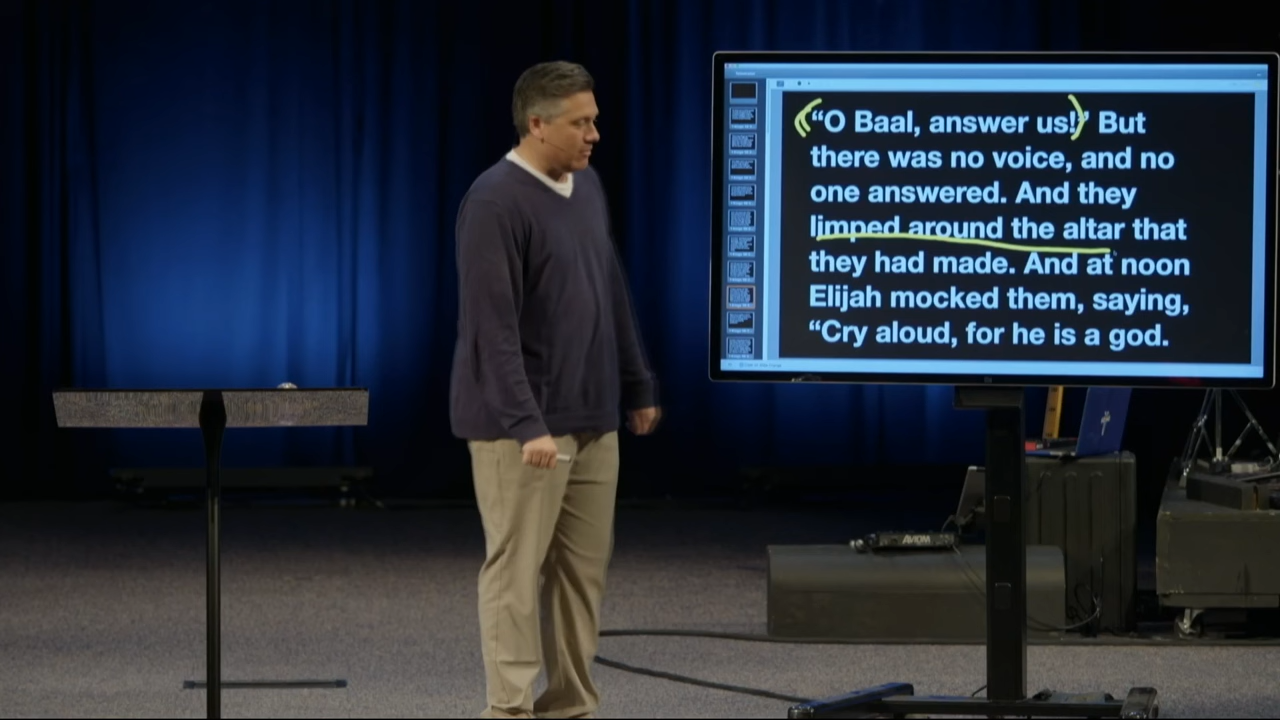 “O Baal, answer us!” But
there was no voice, and no
one answered. And they
limped around the altar that
they had made. And at noon
Elijah mocked them, saying,
“Cry aloud, for he is a god.
AVIOM